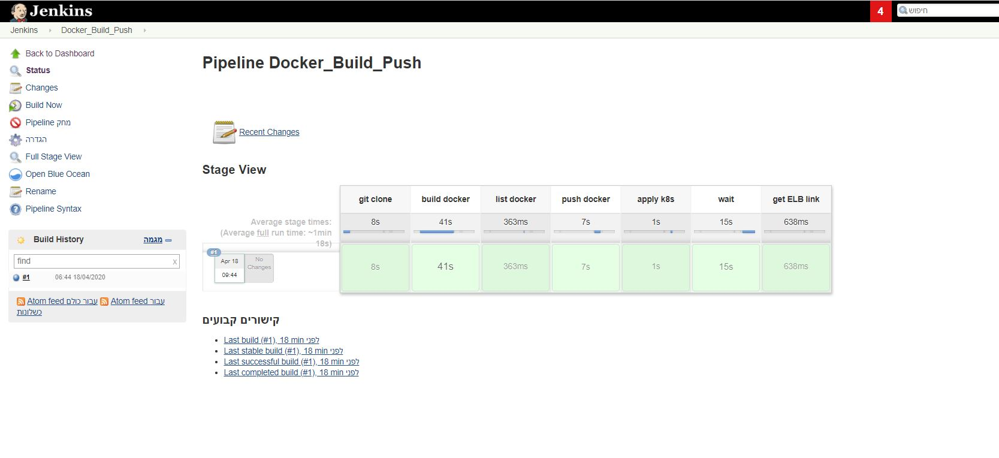 Jenkins
4
חיפוש
Jenkins
Docker_Build_Push
Back to Dashboard
Status
Changes
Build Now
מחק Pipeline
הגדרה
Full Stage View
Open Blue Ocean
Rename
Pipeline Syntax
Build History
מגמה
find
x
#1
06:44 18/04/2020
Atom feed עבור כולם
Atom feed עבור
כשלונות
Pipeline Docker_Build_Push
Recent Changes
Stage View
git clone
build docker
list docker
push docker
apply k8s
wait
get ELB link
Average stage times:
(Average full run time: ~1min
18s)
8s
41s
363ms
7s
1s
15s
638ms
#1
Apr 18
09:44
No
Changes
8s
41s
363ms
7s
1s
15s
638ms
קישורים קבועים
Last build (#1), 18 min לפני
Last stable build (#1), 18 min לפני
Last successful build (#1), 18 min לפני
Last completed build (#1), 18 min לפני